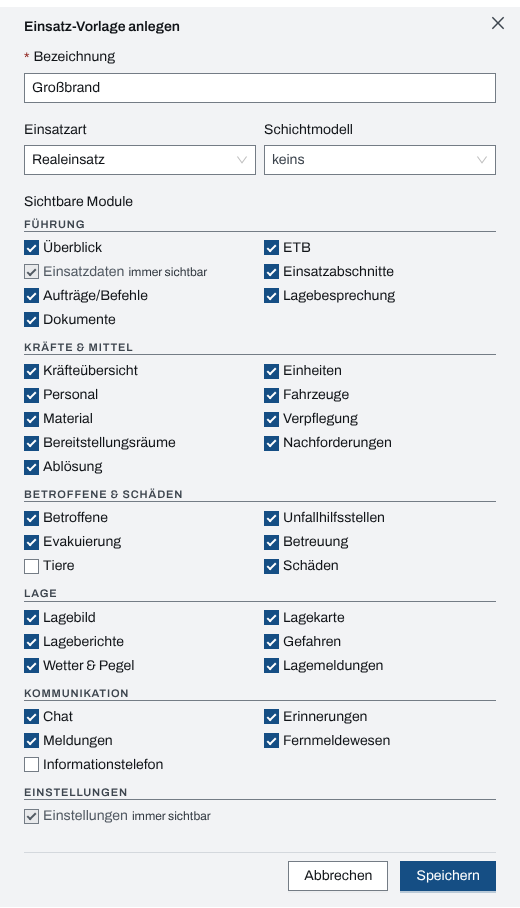 Einsatz-Vorlage anlegen
* Bezeichnung
Großbrand
Einsatzart Schichtmodell
Realeinsatz keins
Sichtbare Module
FÜHRUNG
Überblick ETB
Einsatzdaten immer sichtbar Einsatzabschnitte
Aufträge/Befehle Lagebesprechung
Dokumente
KRÄFTE & MITTEL
Kräfteübersicht Einheiten
Personal Fahrzeuge
Material Verpflegung
Bereitstellungsräume Nachforderungen
Ablösung
BETROFFENE & SCHÄDEN
Betroffene Unfallhilfsstellen
Evakuierung Betreuung
Tiere Schäden
LAGE
Lagebild Lagekarte
Lageberichte Gefahren
Wetter & Pegel Lagemeldungen
KOMMUNIKATION
Chat Erinnerungen
Meldungen Fernmeldewesen
Informationstelefon
EINSTELLUNGEN
Einstellungen immer sichtbar
Abbrechen Speichern